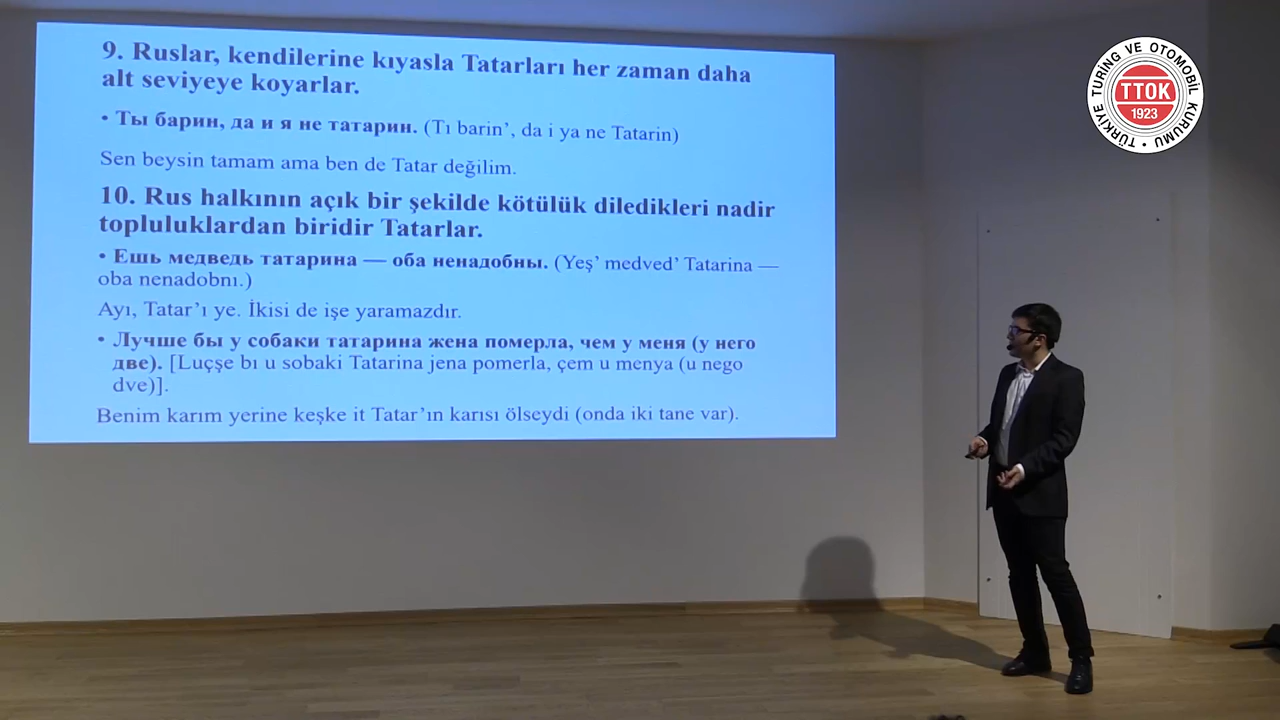 9. Ruslar, kendilerine kıyasla Tatarları her zaman daha
alt seviyeye koyarlar.
• Ты барин, да и я не татарин. (Tı barin’, da i ya ne Tatarin)
Sen beysin tamam ama ben de Tatar değilim.
10. Rus halkının açık bir şekilde kötülük diledikleri nadir
topluluklardan biridir Tatarlar.
• Ешь медведь татарина — оба ненадобны. (Yeş’ medved’ Tatarina —
oba nenadobnı.)
Ayı, Tatar’ı ye. İkisi de işe yaramazdır.
• Лучше бы у собаки татарина жена померла, чем у меня (у него
две). [Luçşe bı u sobaki Tatarina jena pomerla, çem u menya (u nego
dve)].
Benim karım yerine keşke it Tatar’ın karısı ölseydi (onda iki tane var).
TÜRKİYE TURİNG VE OTOMOBİL KURUMU •
TTOK
1923